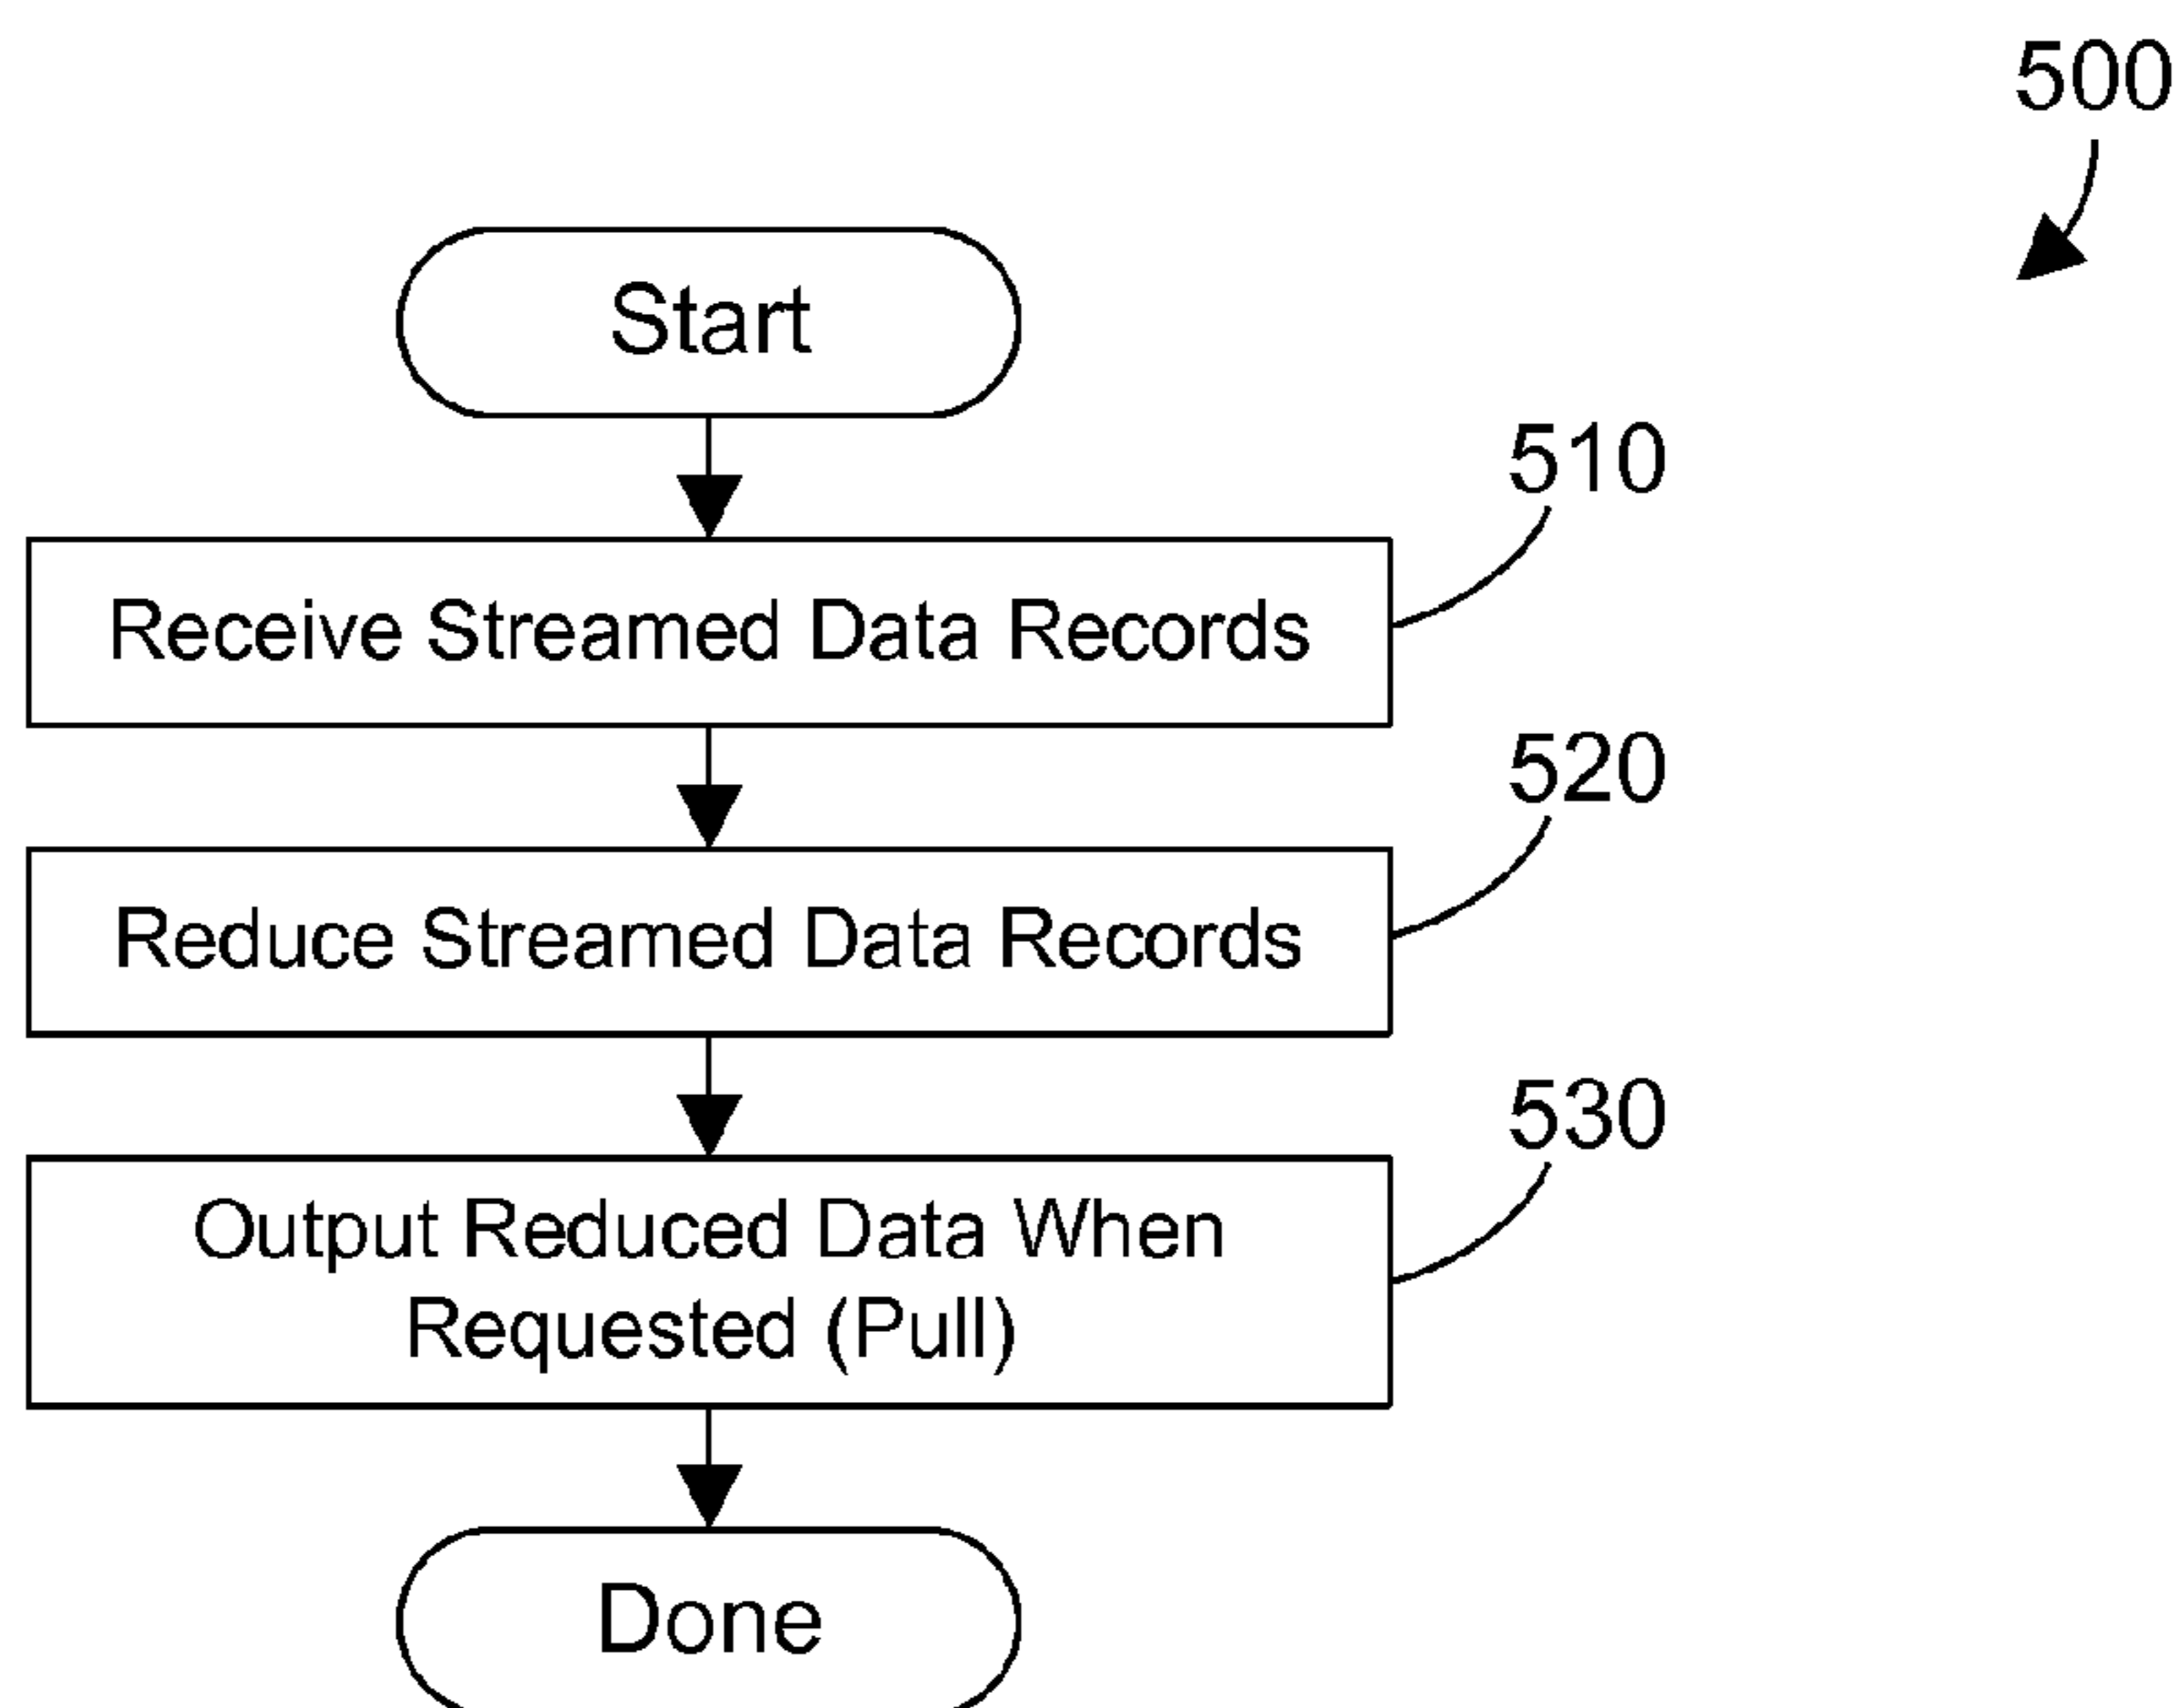 500
Start
510
Receive Streamed Data Records
520
Reduce Streamed Data Records
530
Output Reduced Data When
Requested (Pull)
Done